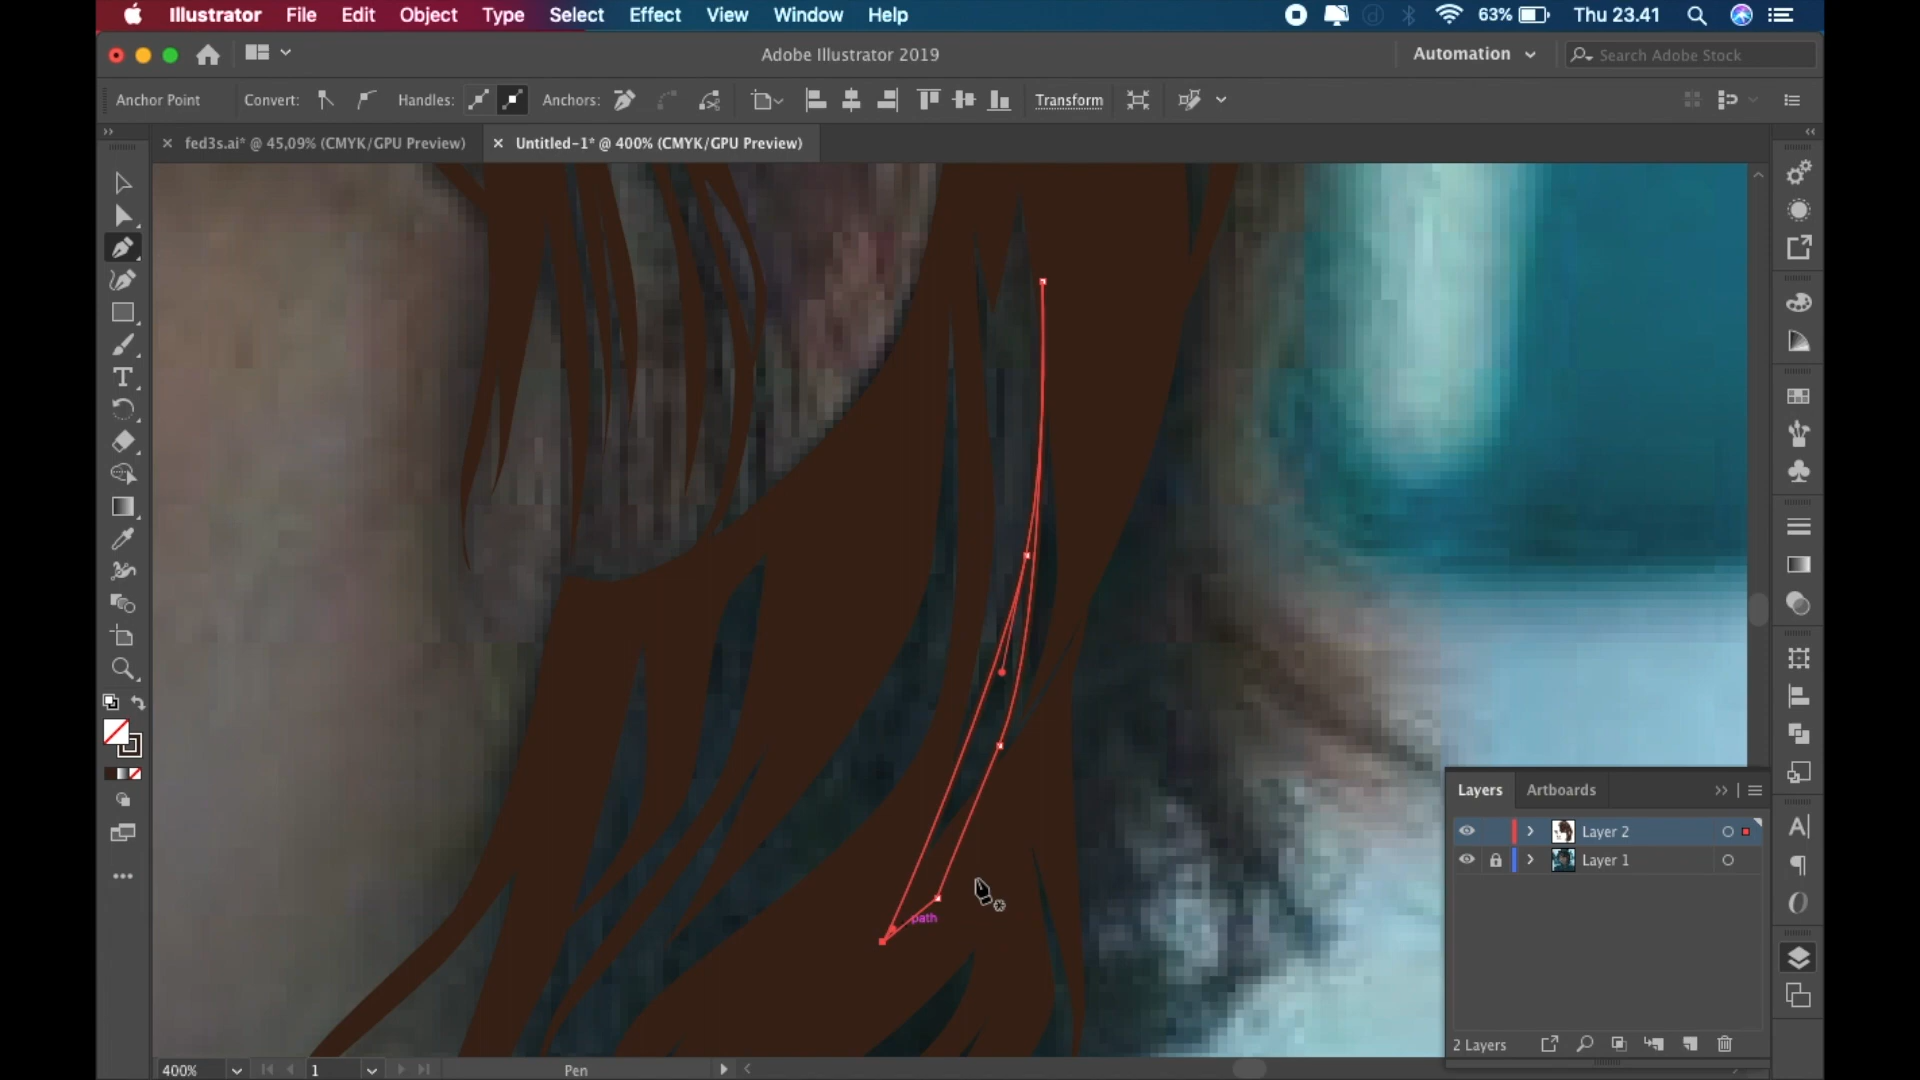 Illustrator File Edit Object Type Select Effect View Window Help 63% Thu 23.41
Adobe Illustrator 2019 Automation Search Adobe Stock
Anchor Point Convert: Handles: Anchors: Transform
fed3s.ai* @ 45,09% (CMYK/GPU Preview) Untitled-1* @ 400% (CMYK/GPU Preview)
path
Layers Artboards
Layer 2
Layer 1
2 Layers
400% 1 Pen